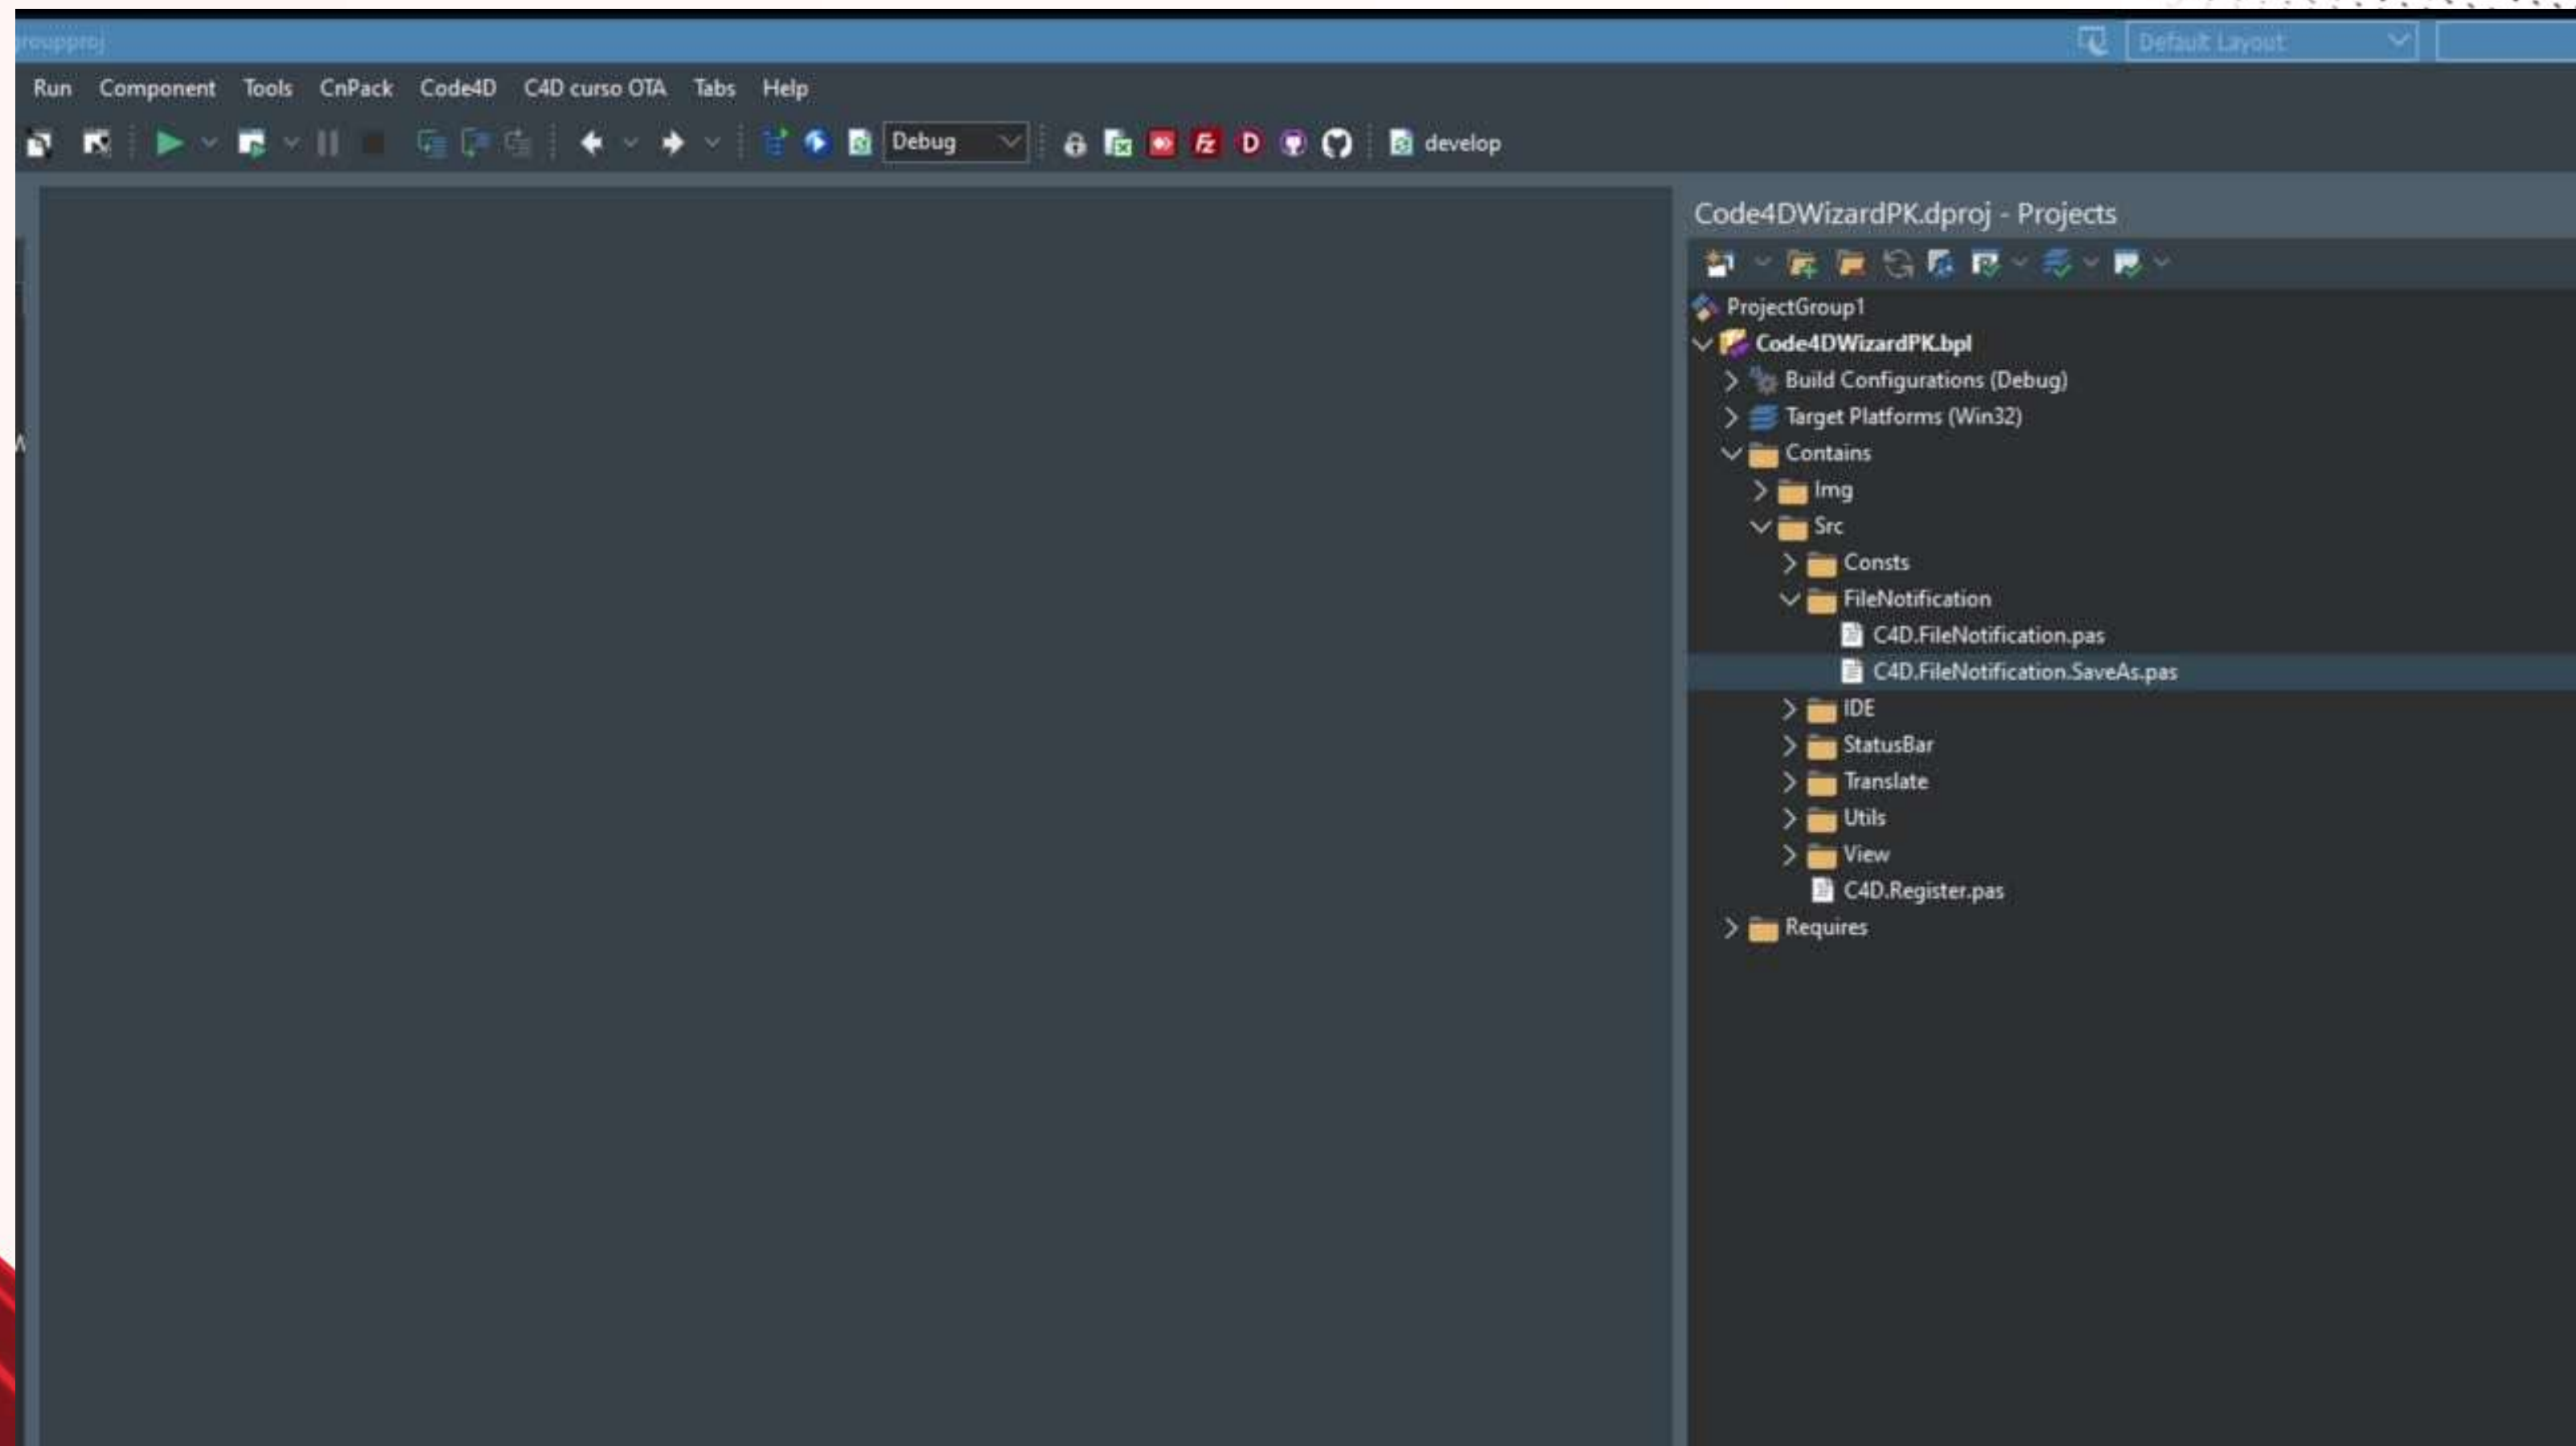 groupproj
Default Layout
Run Component Tools CnPack Code4D C4D curso OTA Tabs Help
Debug
Fz D
develop
Code4DWizardPK.dproj - Projects
ProjectGroup1
Code4DWizardPK.bpl
Build Configurations (Debug)
Target Platforms (Win32)
Contains
Img
Src
Consts
FileNotification
C4D.FileNotification.pas
C4D.FileNotification.SaveAs.pas
IDE
StatusBar
Translate
Utils
View
C4D.Register.pas
Requires